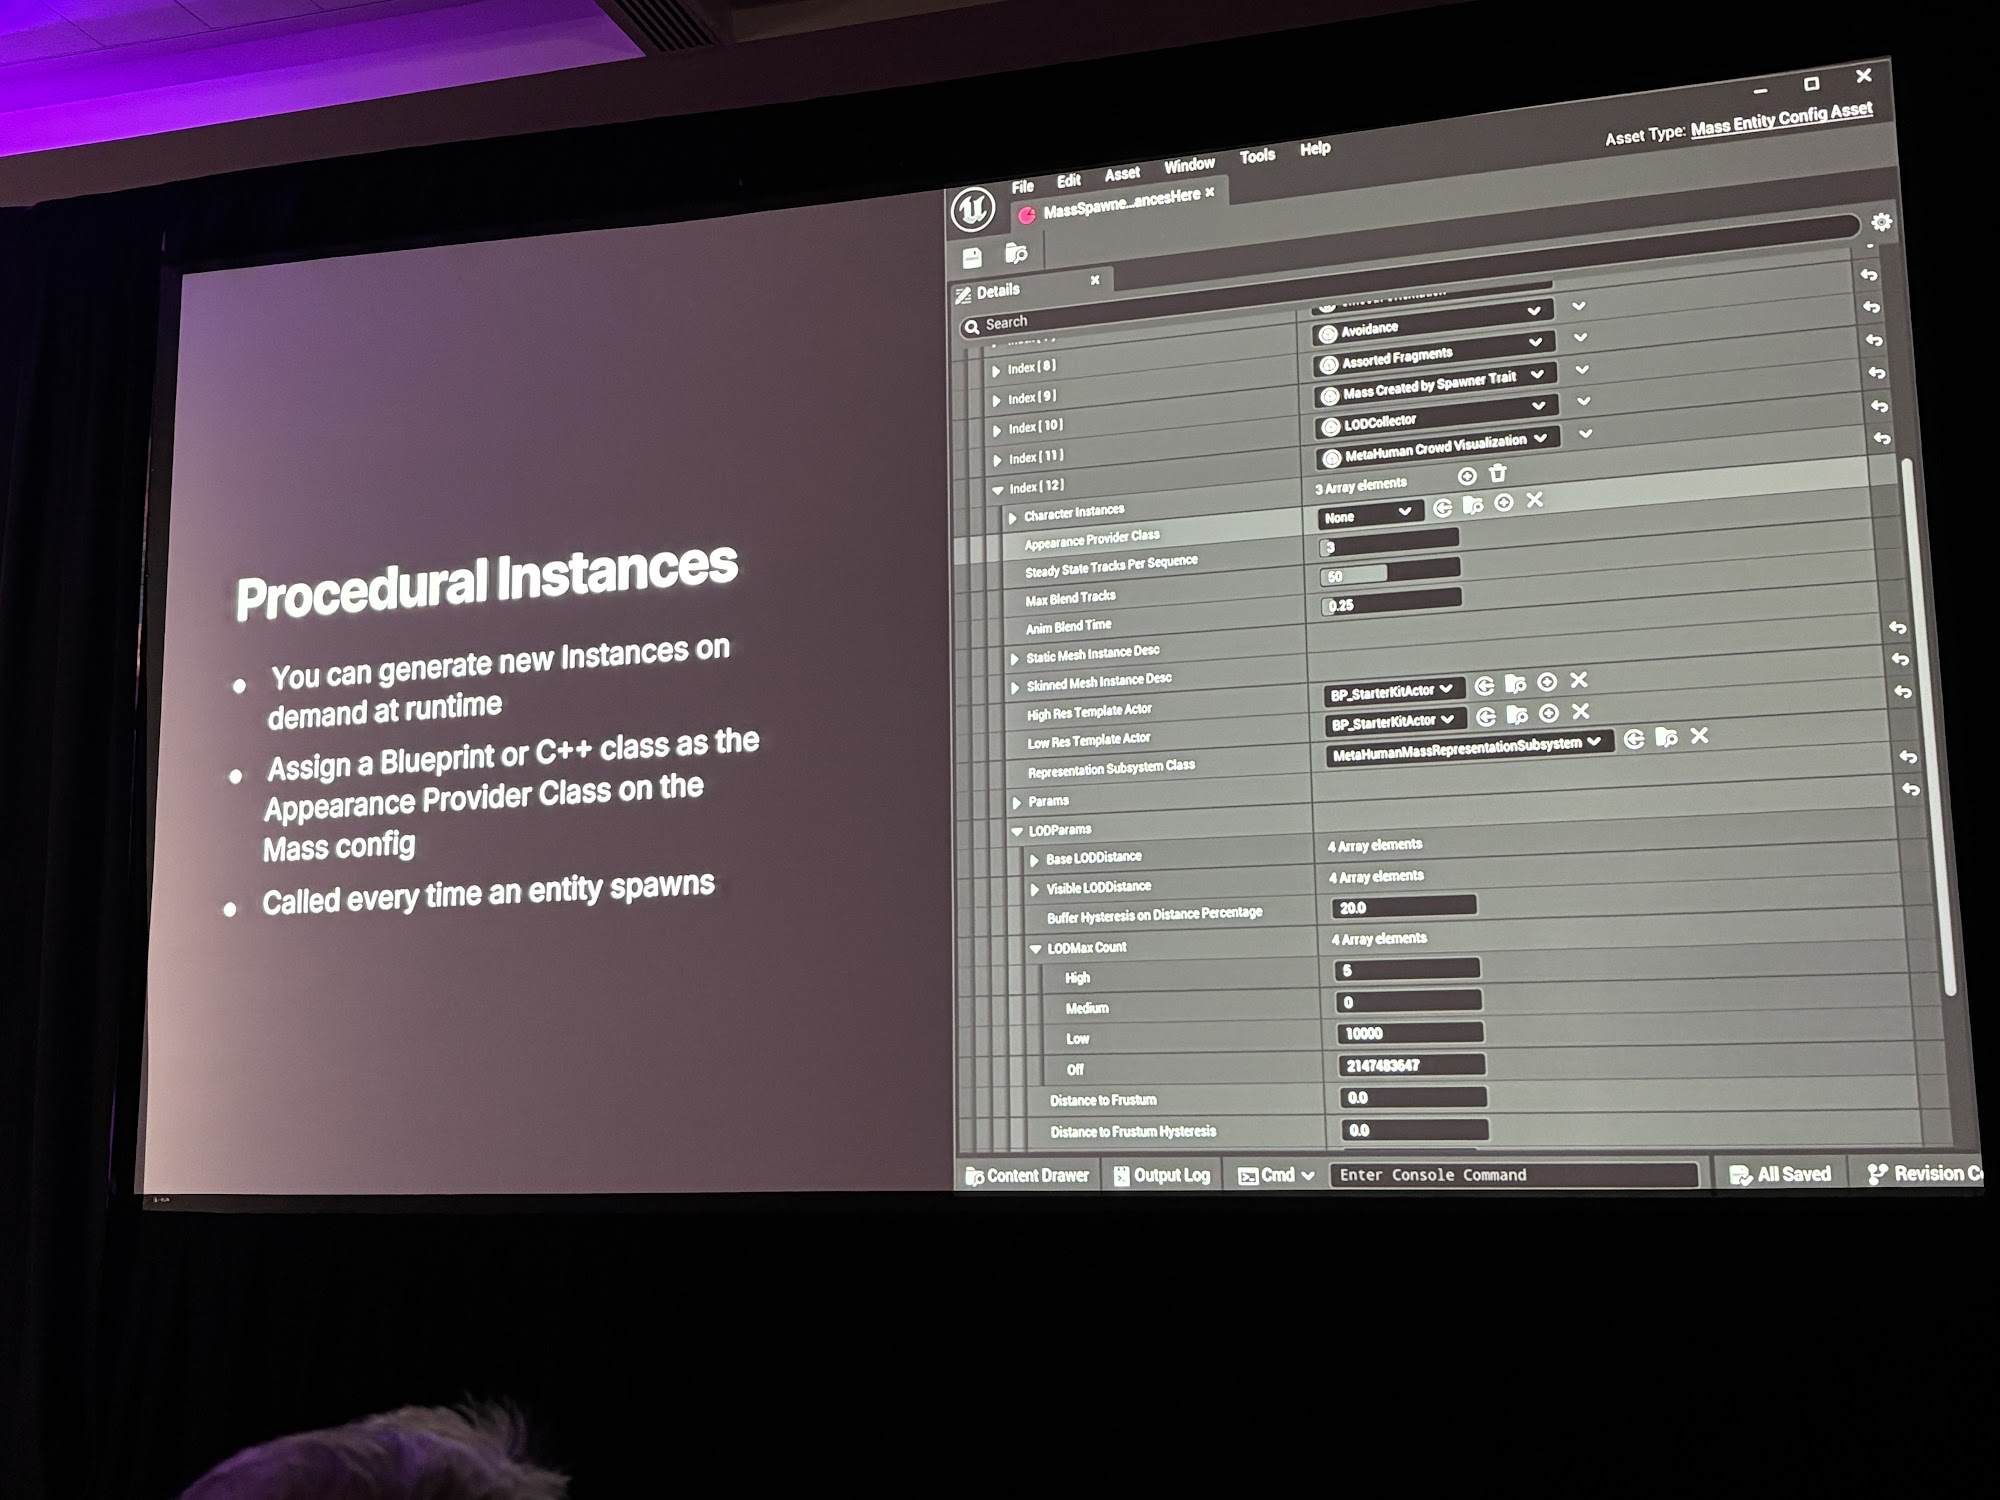 Procedural Instances
You can generate new Instances on
demand at runtime
Assign a Blueprint or C++ class as the
Appearance Provider Class on the
Mass config
Called every time an entity spawns
File Edit Asset Window Tools Help
Asset Type: Mass Entity Config Asset
MassSpawne...ancesHere
Details
Search
Avoidance
Index [ 8 ] Assorted Fragments
Index [ 9 ] Mass Created by Spawner Trait
Index [ 10 ] LODCollector
Index [ 11 ] MetaHuman Crowd Visualization
Index [ 12 ]
Character Instances 3 Array elements
Appearance Provider Class None
Steady State Tracks Per Sequence 3
Max Blend Tracks 50
Anim Blend Time 0.25
Static Mesh Instance Desc
Skinned Mesh Instance Desc
High Res Template Actor BP_StarterKitActor
Low Res Template Actor BP_StarterKitActor
Representation Subsystem Class MetaHumanMassRepresentationSubsystem
Params
LODParams
Base LODDistance 4 Array elements
Visible LODDistance 4 Array elements
Buffer Hysteresis on Distance Percentage 20.0
LODMax Count 4 Array elements
High 5
Medium 0
Low 10000
Off 2147483647
Distance to Frustum 0.0
Distance to Frustum Hysteresis 0.0
Content Drawer Output Log Cmd Enter Console Command All Saved Revision C